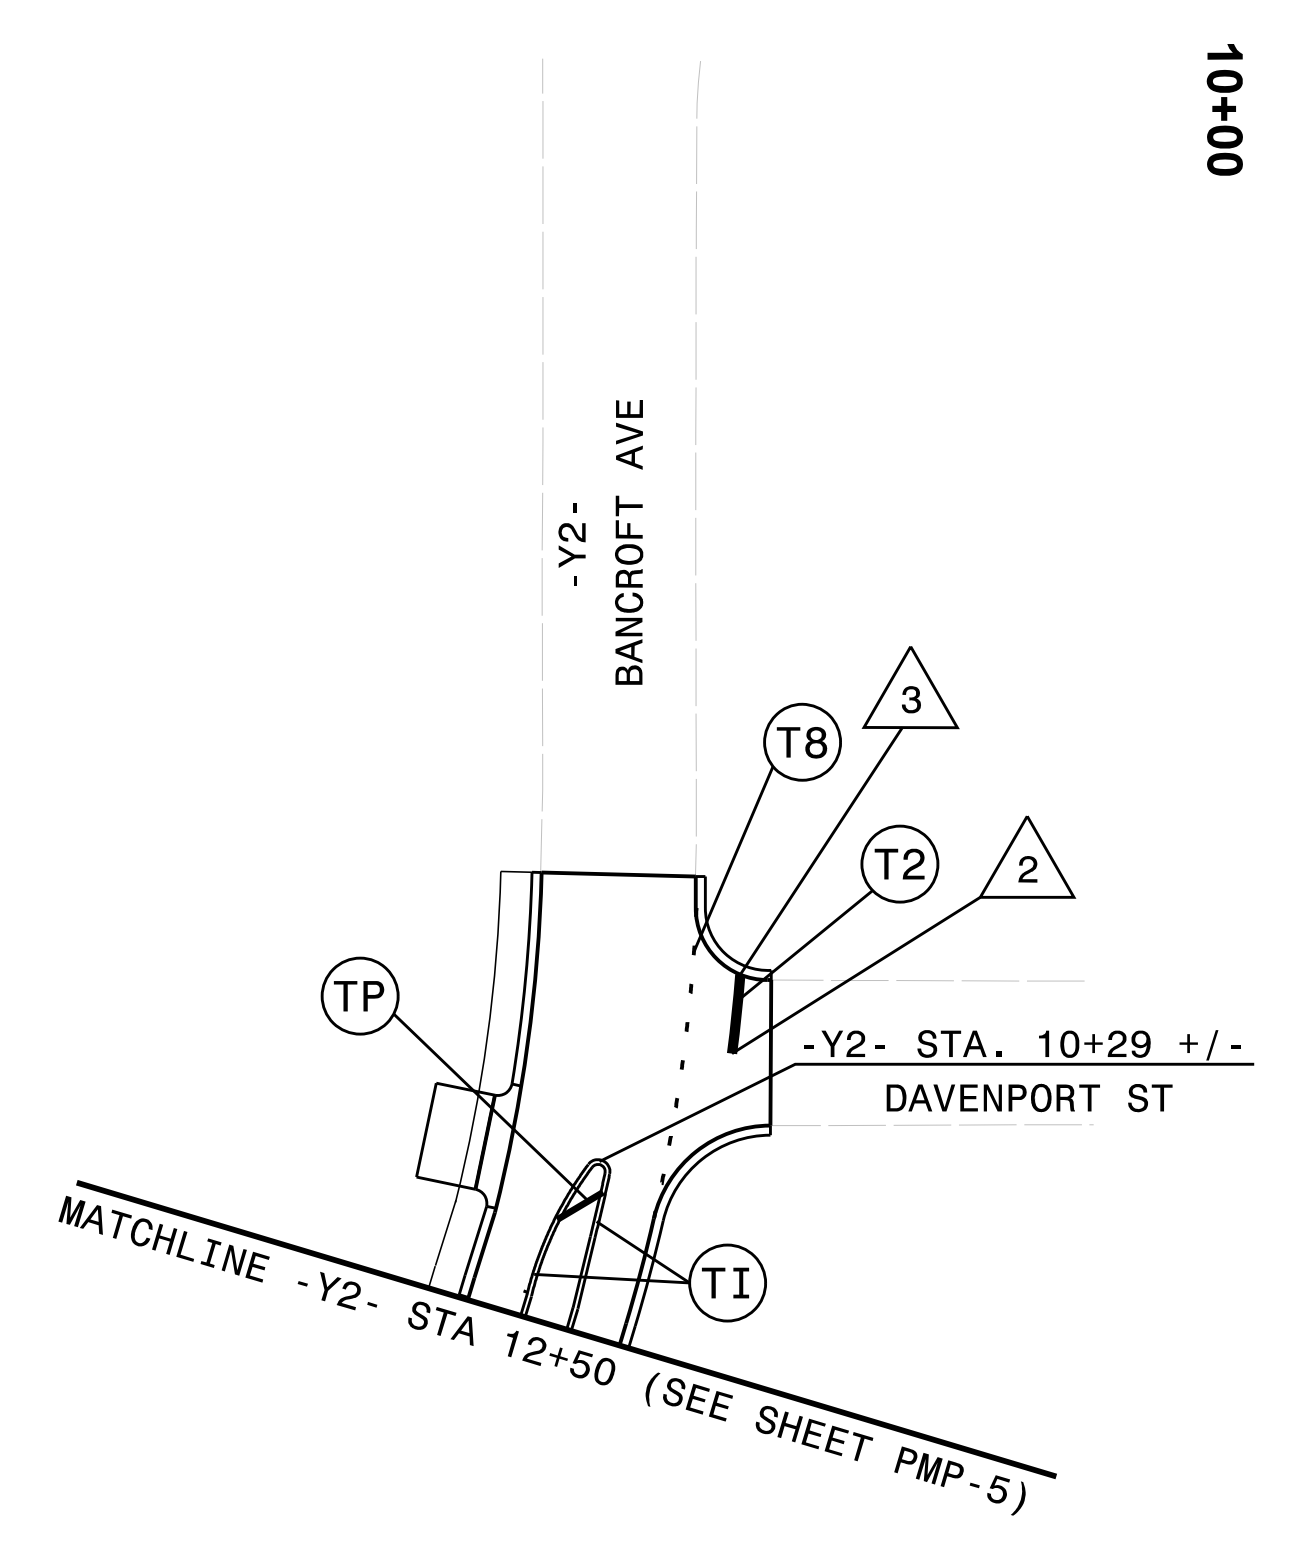 10+00
-Y2-
BANCROFT AVE
3
T8
T2
2
TP
-Y2- STA. 10+29 +/-
DAVENPORT ST
TI
MATCHLINE -Y2- STA 12+50 (SEE SHEET PMP-5)